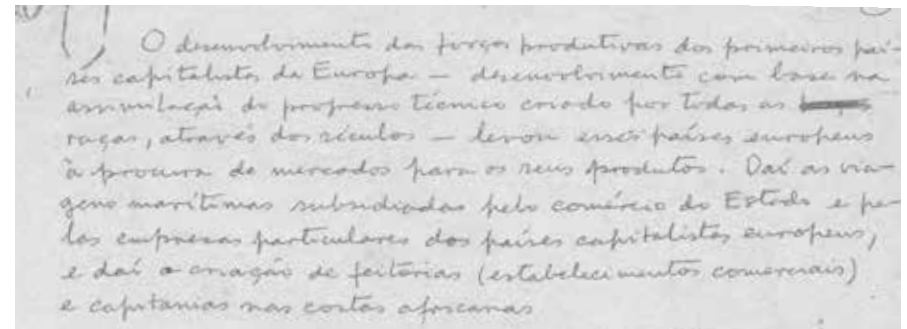 O desenvolvimento das forças produtivas dos primeiros paí-
ses capitalistas da Europa — desenvolvimento com base na
assimilação do progresso técnico criado por todas as
raças, através dos séculos — levou esses países europeus
à procura de mercados para os seus produtos. Daí as via-
gens marítimas subsidiadas pelo comércio do Estado e pe-
las empresas particulares dos países capitalistas europeus,
e daí a criação de feitorias (estabelecimentos comerciais)
e capitanias nas costas africanas